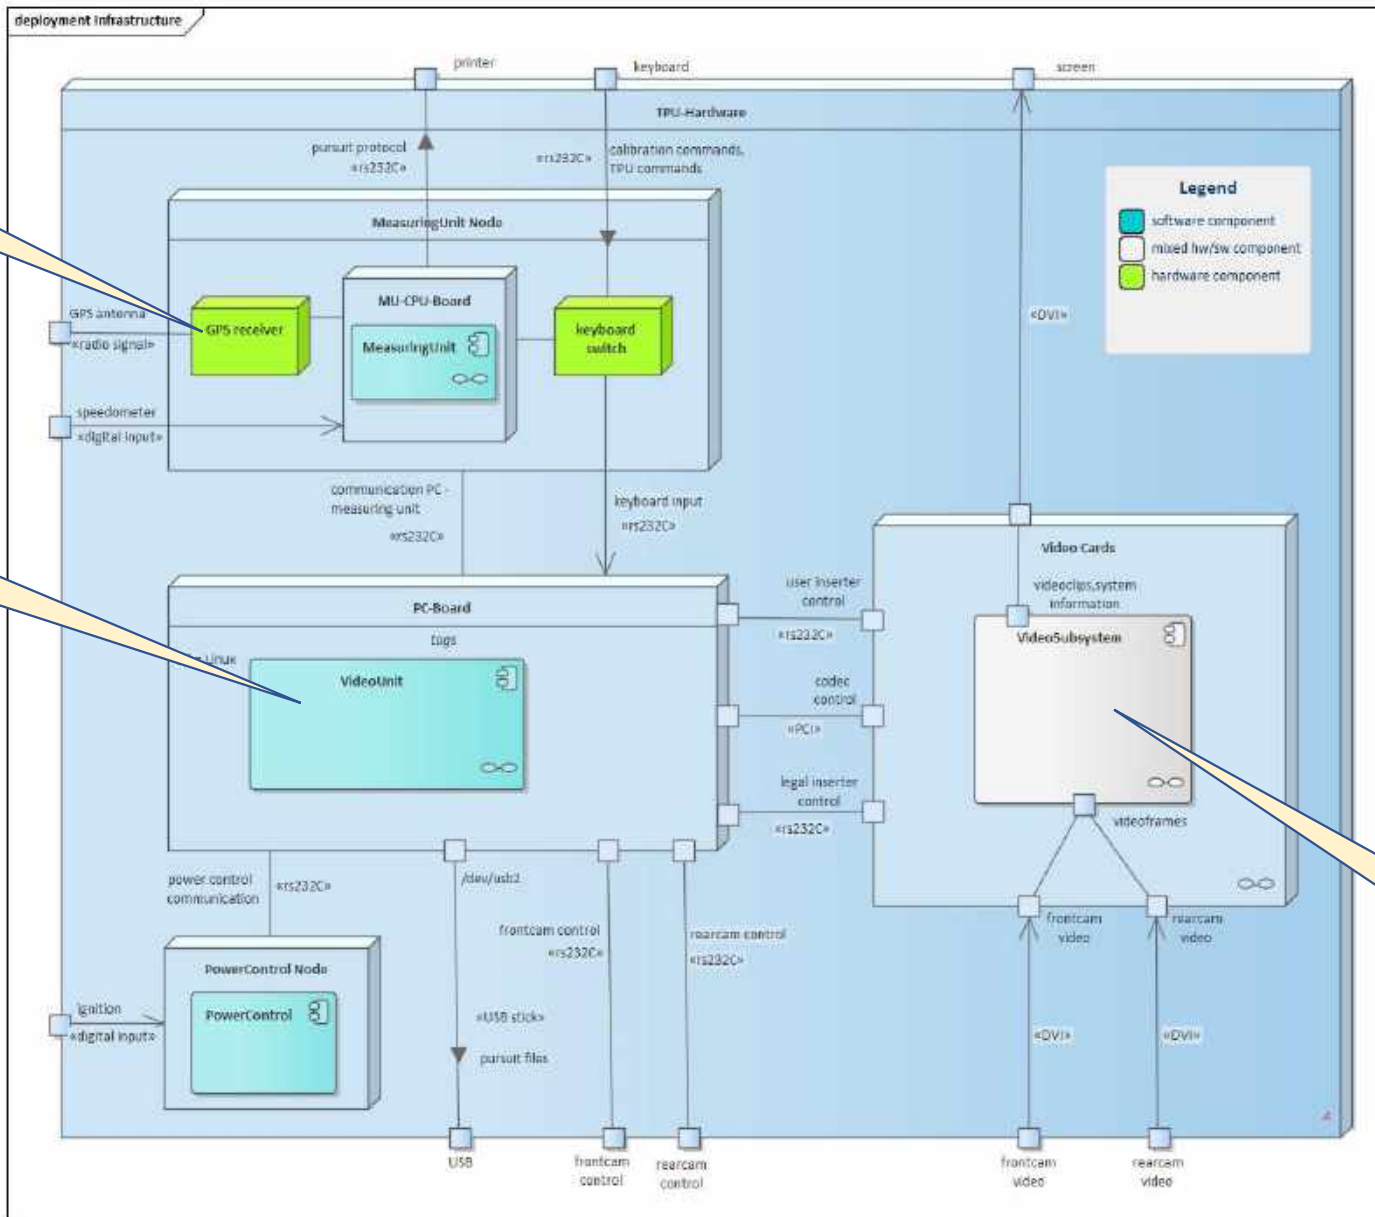 deployment Infrastructure
printer
keyboard
screen
TPU-Hardware
pursuit protocol
«rs232C»
«rs232C»
calibration commands,
TPU commands
Legend
software component
mixed hw/sw component
hardware component
MeasuringUnit Node
GPS antenna
«radio signal»
GPS receiver
MU-CPU-Board
MeasuringUnit
keyboard
switch
«DVI»
speedometer
«digital input»
communication PC -
measuring unit
«rs232C»
keyboard input
«rs232C»
Video Cards
videoclips,system
information
VideoSubsystem
videoframes
user inserter
control
«rs232C»
codec
control
«PCI»
legal inserter
control
«rs232C»
PC-Board
tags
Linux
VideoUnit
power control
communication
«rs232C»
/dev/usb2
frontcam control
«rs232C»
rearcam control
«rs232C»
frontcam
video
rearcam
video
PowerControl Node
PowerControl
ignition
«digital input»
«USB stick»
pursuit files
«DVI»
«DVI»
USB
frontcam
control
rearcam
control
frontcam
video
rearcam
video